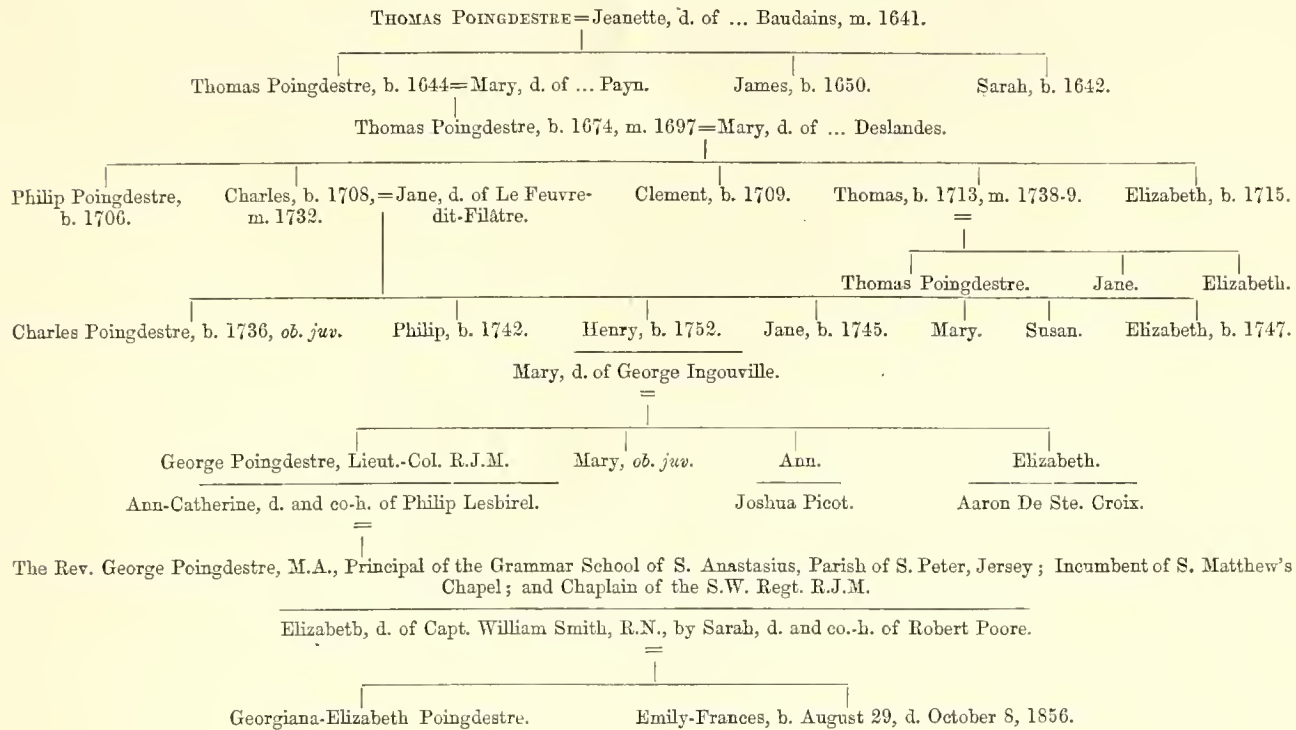 THOMAS POINGDESTRE=Jeanette, d. of ... Baudains, m. 1641.
Thomas Poingdestre, b. 1644=Mary, d. of ... Payn. James, b. 1650. Sarah, b. 1642.
Thomas Poingdestre, b. 1674, m. 1697=Mary, d. of ... Deslandes.
Philip Poingdestre, Charles, b. 1708,=Jane, d. of Le Feuvre- Clement, b. 1709. Thomas, b. 1713, m. 1738-9. Elizabeth, b. 1715.
b. 1706. m. 1732. dit-Filâtre. =
Thomas Poingdestre. Jane. Elizabeth.
Charles Poingdestre, b. 1736, ob. juv. Philip, b. 1742. Henry, b. 1752. Jane, b. 1745. Mary. Susan. Elizabeth, b. 1747.
Mary, d. of George Ingouville.
=
George Poingdestre, Lieut.-Col. R.J.M. Mary, ob. juv. Ann. Elizabeth.
Ann-Catherine, d. and co-h. of Philip Lesbirel. Joshua Picot. Aaron De Ste. Croix.
=
The Rev. George Poingdestre, M.A., Principal of the Grammar School of S. Anastasius, Parish of S. Peter, Jersey; Incumbent of S. Matthew's
Chapel; and Chaplain of the S.W. Regt. R.J.M.
Elizabeth, d. of Capt. William Smith, R.N., by Sarah, d. and co.-h. of Robert Poore.
=
Georgiana-Elizabeth Poingdestre. Emily-Frances, b. August 29, d. October 8, 1856.